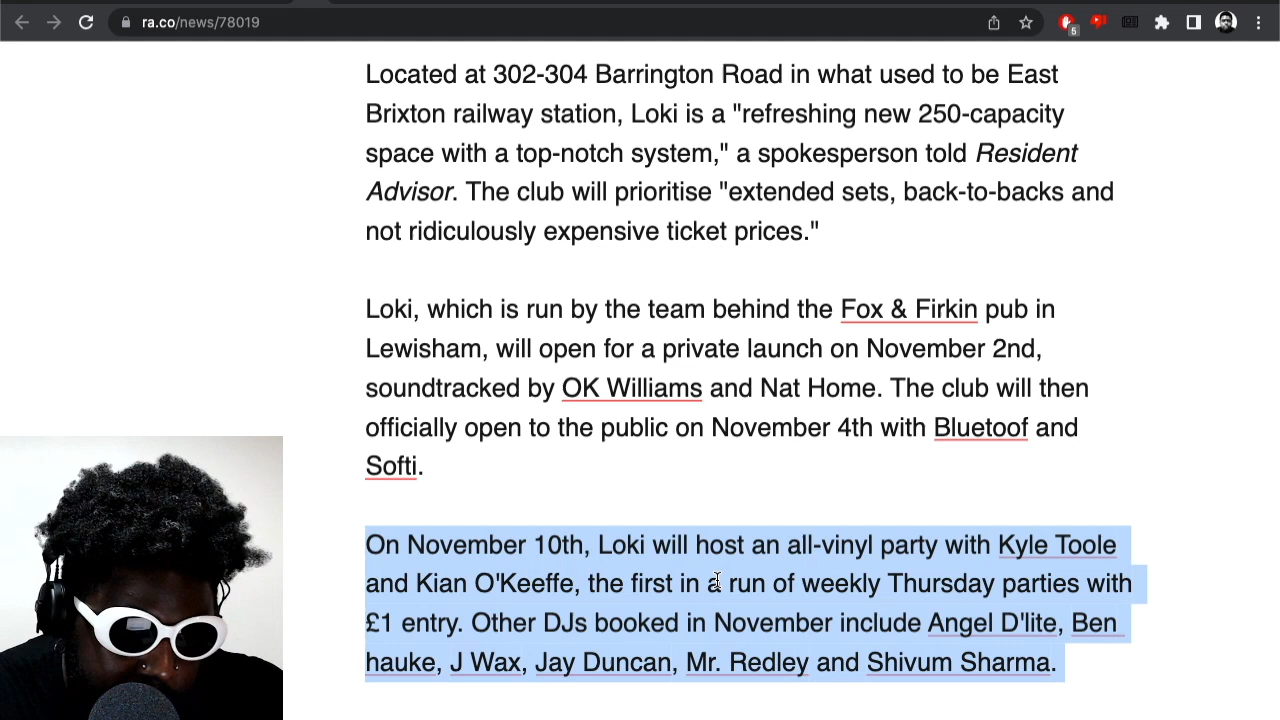 ra.co/news/78019
5
Located at 302-304 Barrington Road in what used to be East
Brixton railway station, Loki is a "refreshing new 250-capacity
space with a top-notch system," a spokesperson told Resident
Advisor. The club will prioritise "extended sets, back-to-backs and
not ridiculously expensive ticket prices."
Loki, which is run by the team behind the Fox & Firkin pub in
Lewisham, will open for a private launch on November 2nd,
soundtracked by OK Williams and Nat Home. The club will then
officially open to the public on November 4th with Bluetoof and
Softi.
On November 10th, Loki will host an all-vinyl party with Kyle Toole
and Kian O'Keeffe, the first in a run of weekly Thursday parties with
£1 entry. Other DJs booked in November include Angel D'lite, Ben
hauke, J Wax, Jay Duncan, Mr. Redley and Shivum Sharma.